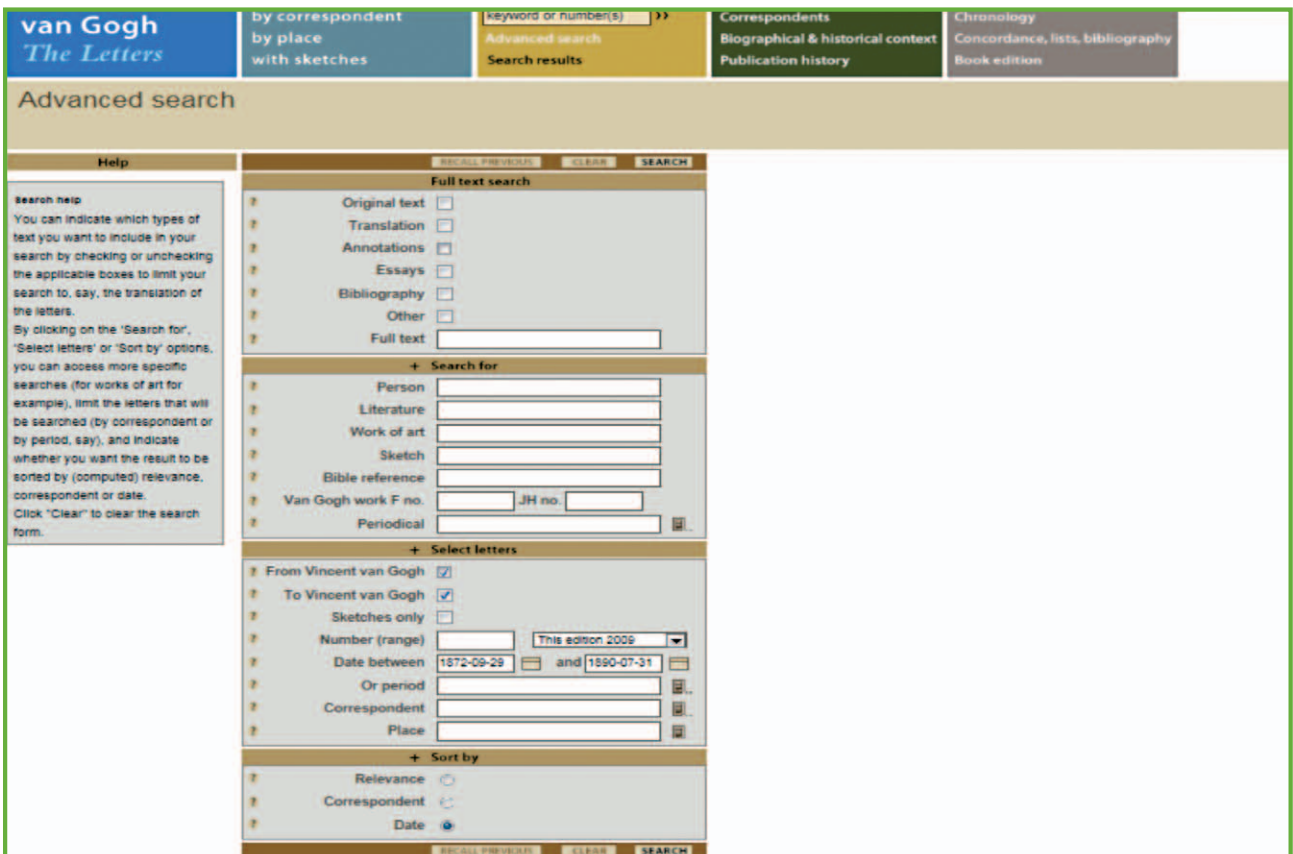 van Gogh
The Letters
by correspondent
by place
with sketches
keyword or number(s) >>
Advanced search
Search results
Correspondents
Biographical & historical context
Publication history
Chronology
Concordance, lists, bibliography
Book edition
Advanced search
Help
Search help
You can indicate which types of
text you want to include in your
search by checking or unchecking
the applicable boxes to limit your
search to, say, the translation of
the letters.
By clicking on the 'Search for',
'Select letters' or 'Sort by' options,
you can access more specific
searches (for works of art for
example), limit the letters that will
be searched (by correspondent or
by period, say), and indicate
whether you want the result to be
sorted by (computed) relevance,
correspondent or date.
Click "Clear" to clear the search
form.
RECALL PREVIOUS CLEAR SEARCH
Full text search
? Original text
? Translation
? Annotations
? Essays
? Bibliography
? Other
? Full text
+ Search for
? Person
? Literature
? Work of art
? Sketch
? Bible reference
? Van Gogh work F no. JH no.
? Periodical
+ Select letters
? From Vincent van Gogh
? To Vincent van Gogh
? Sketches only
? Number (range) This edition 2009
? Date between 1872-09-29 and 1890-07-31
? Or period
? Correspondent
? Place
+ Sort by
? Relevance
? Correspondent
? Date
RECALL PREVIOUS CLEAR SEARCH